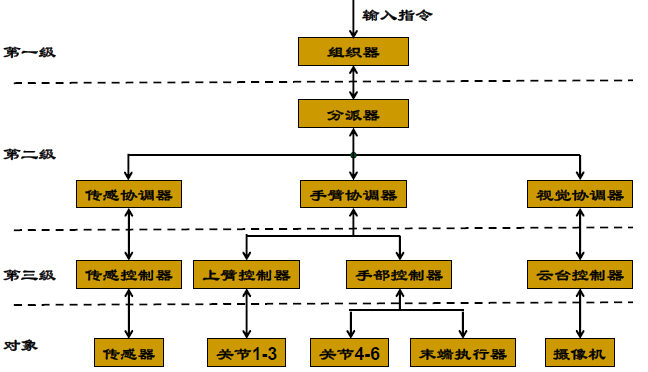 输入指令
第一级
组织器
分派器
第二级
传感协调器
手臂协调器
视觉协调器
第三级
传感控制器
上臂控制器
手部控制器
云台控制器
对象
传感器
关节1-3
关节4-6
末端执行器
摄像机